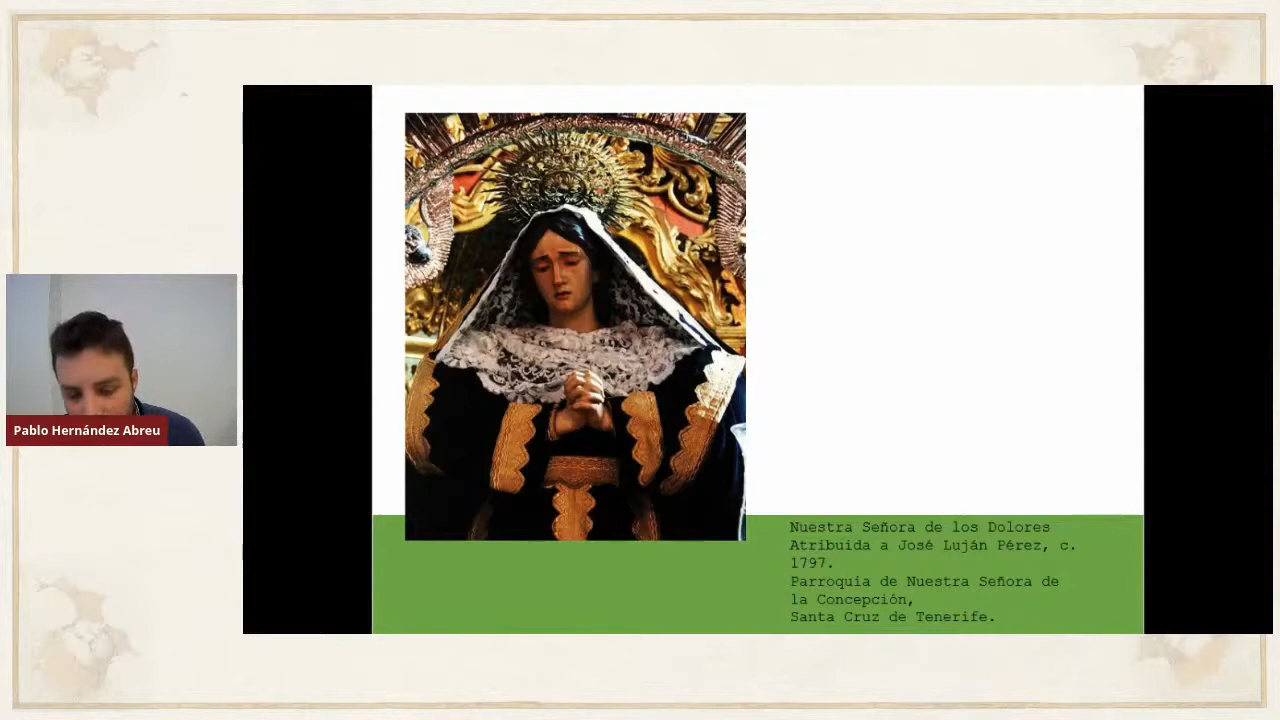 Pablo Hernández Abreu
Nuestra Señora de los Dolores
Atribuida a José Luján Pérez, c.
1797.
Parroquia de Nuestra Señora de
la Concepción,
Santa Cruz de Tenerife.